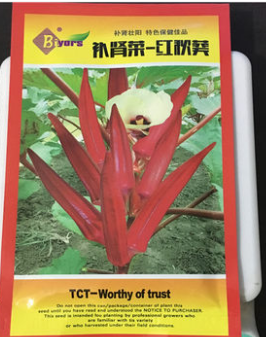 Biyars
补肾壮阳 特色保健佳品
补肾菜-红秋葵
TCT-Worthy of trust
Do not open this can/package/container of plant this
seed until you have read and understood the NOTICE TO PURCHASER.
This seed is intended fou planting by professional growers who
are familiar with its variety
or who harvested under their field conditions.